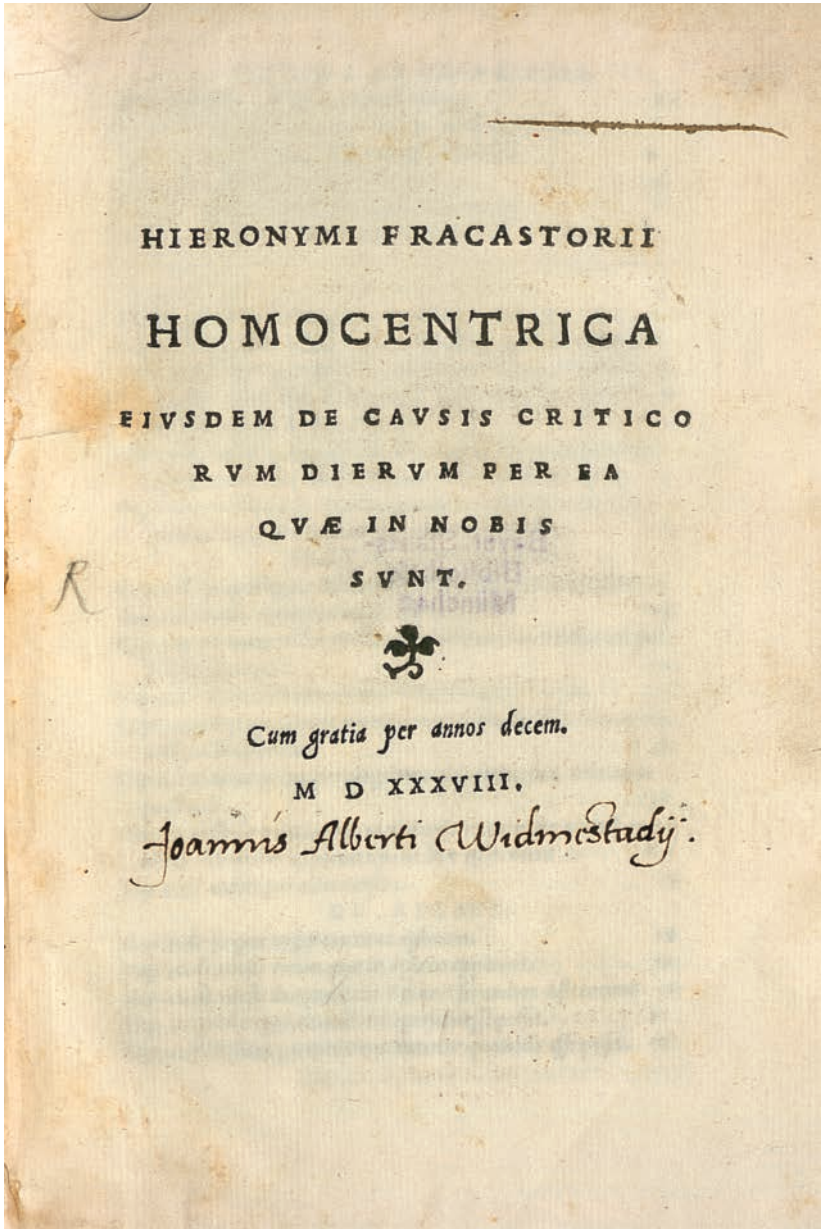 HIERONYMI FRACASTORII
HOMOCENTRICA
EIVSDEM DE CAVSIS CRITICO
RVM DIERVM PER EA
QVÆ IN NOBIS
SVNT.
R
Cum gratia per annos decem.
M D XXXVIII.
Joannis Alberti Widmestadij.